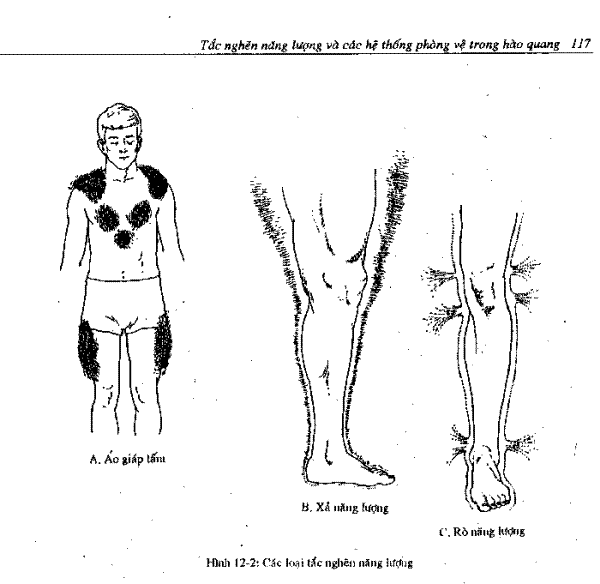 Tắc nghẽn năng lượng và các hệ thống phòng vệ trong hào quang 117
A. Áo giáp tấm
B. Xả năng lượng
C. Rò năng lượng
Hình 12-2: Các loại tắc nghẽn năng lượng